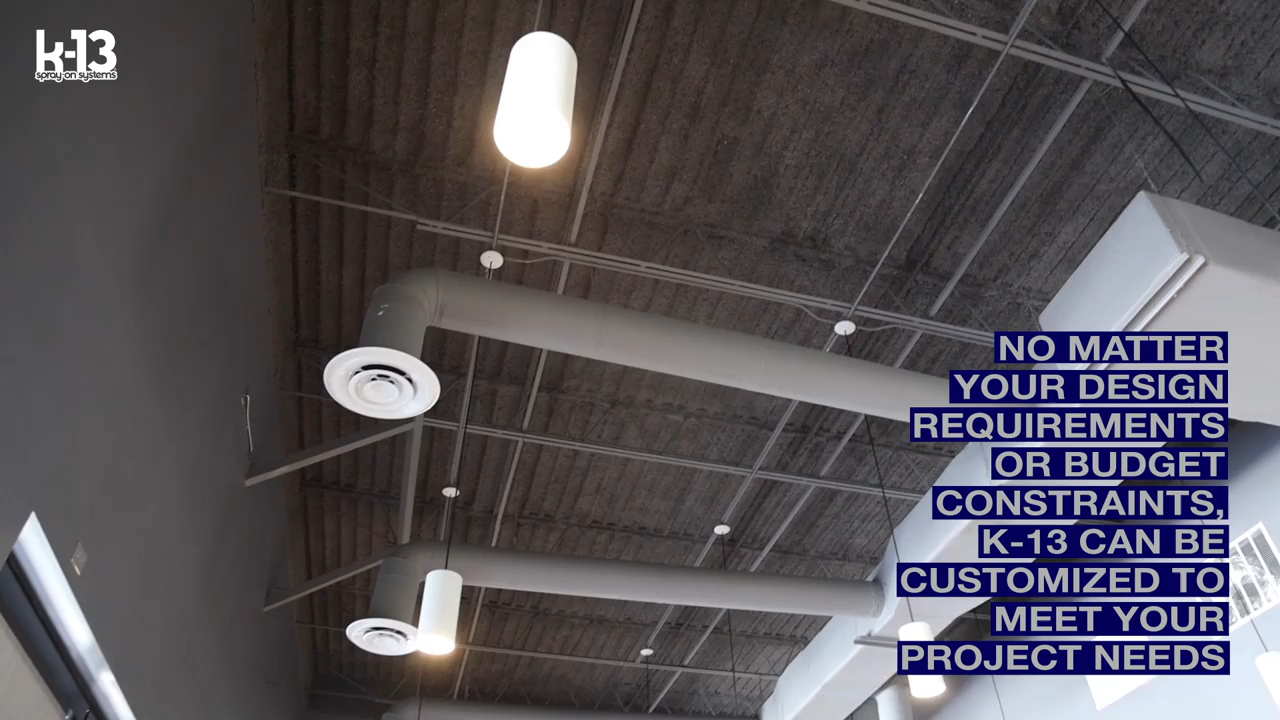 k-13
spray-on systems
NO MATTER
YOUR DESIGN
REQUIREMENTS
OR BUDGET
CONSTRAINTS,
K-13 CAN BE
CUSTOMIZED TO
MEET YOUR
PROJECT NEEDS